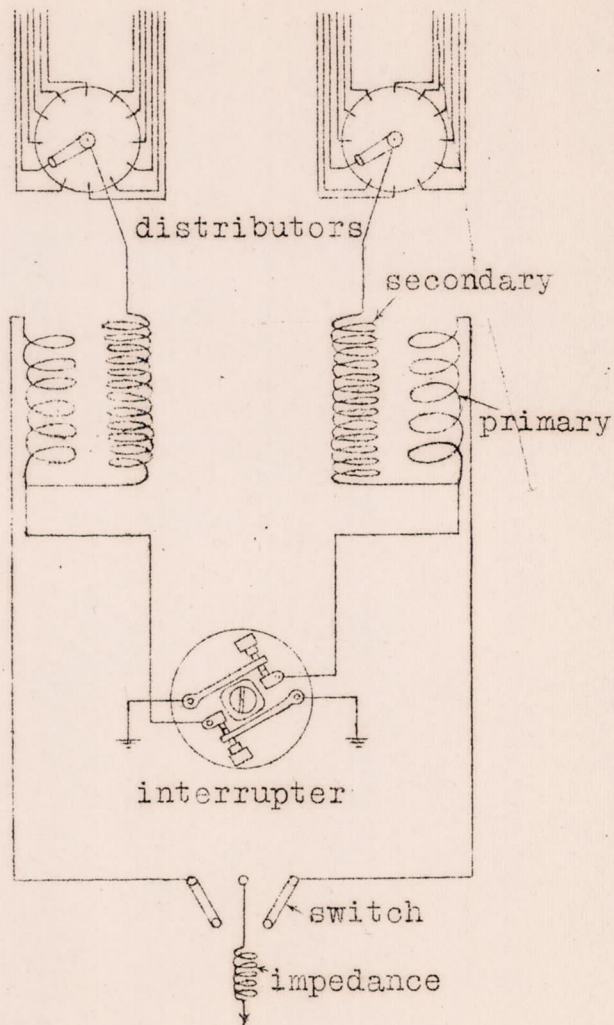 distributors
secondary
primary
interrupter
switch
impedance